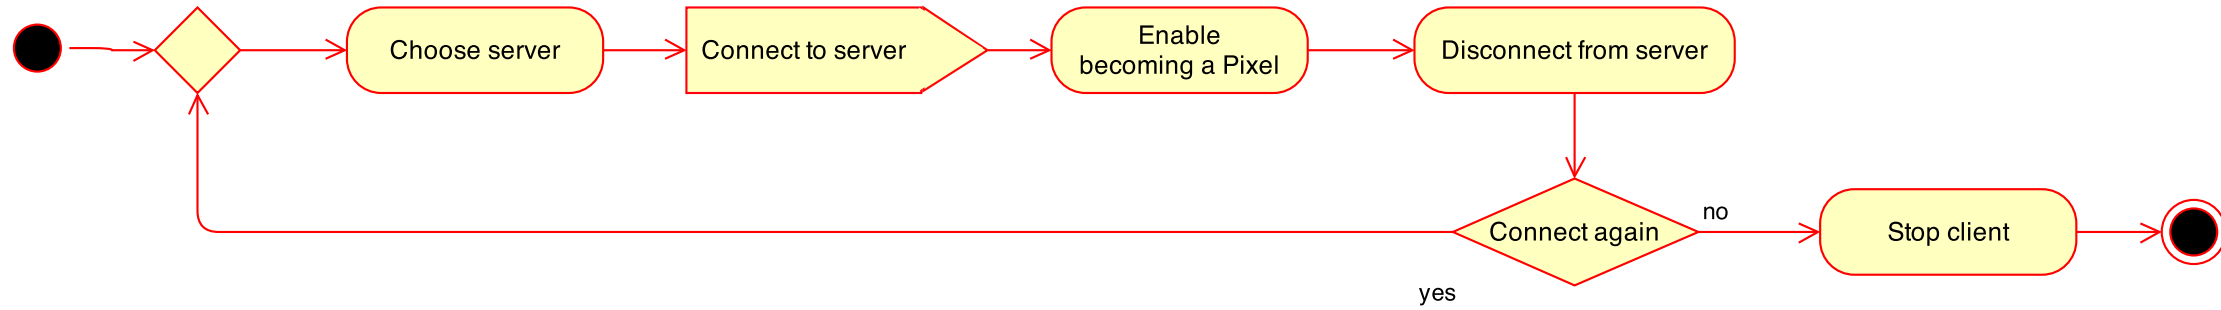 Choose server
Connect to server
Enable
becoming a Pixel
Disconnect from server
Connect again
no
Stop client
yes